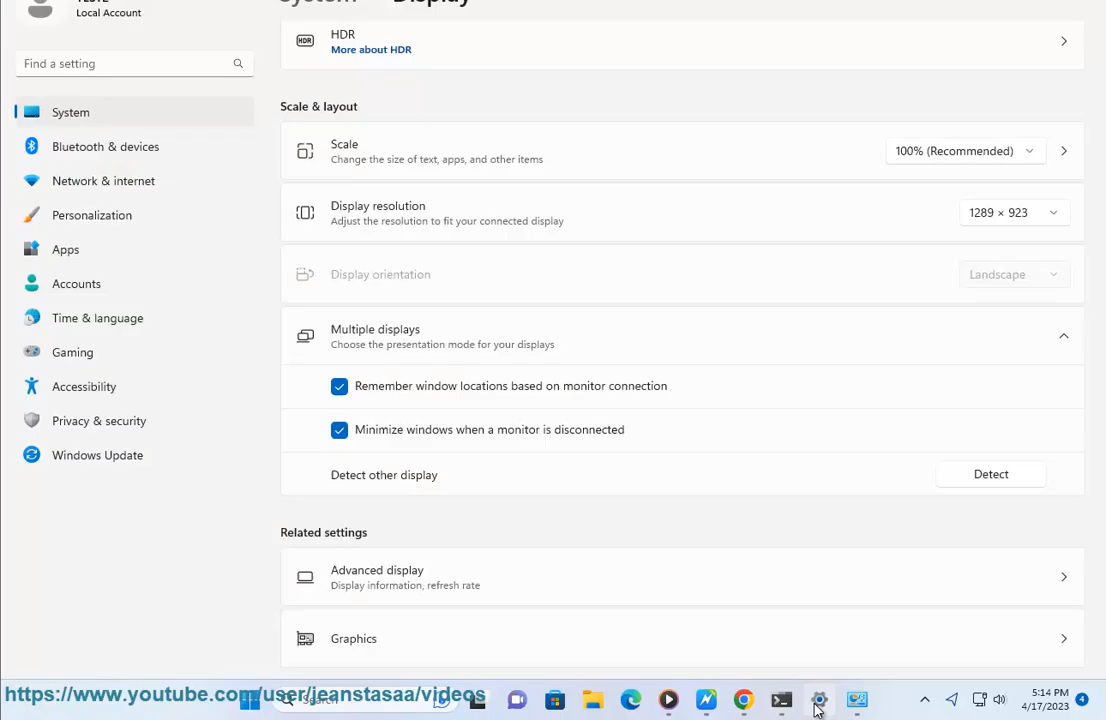 Local Account
System
Display
Find a setting
System
Bluetooth & devices
Network & internet
Personalization
Apps
Accounts
Time & language
Gaming
Accessibility
Privacy & security
Windows Update
HDR
HDR
More about HDR
Scale & layout
Scale
Change the size of text, apps, and other items
100% (Recommended)
Display resolution
Adjust the resolution to fit your connected display
1289 × 923
Display orientation
Landscape
Multiple displays
Choose the presentation mode for your displays
Remember window locations based on monitor connection
Minimize windows when a monitor is disconnected
Detect other display
Detect
Related settings
Advanced display
Display information, refresh rate
Graphics
https://www.youtube.com/user/jeanstasaa/videos
Search
5:14 PM
4/17/2023
4